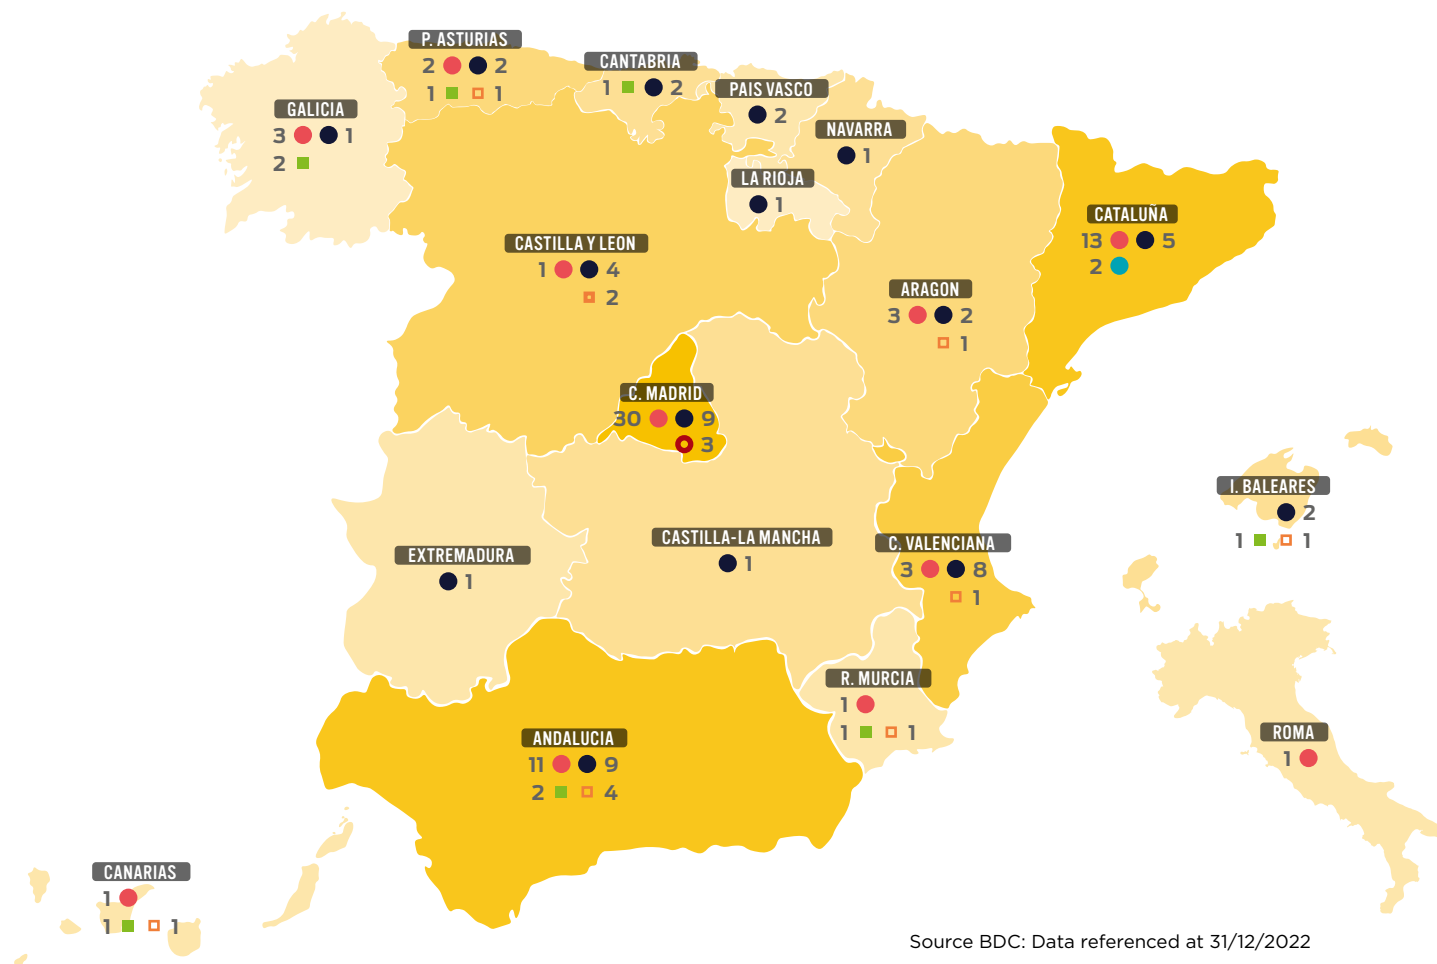 P. ASTURIAS
2 2
1 1
CANTABRIA
1 2
PAIS VASCO
2
GALICIA
3 1
2
NAVARRA
1
LA RIOJA
1
CATALUÑA
13 5
2
CASTILLA Y LEON
1 4
2
ARAGON
3 2
1
C. MADRID
30 9
3
I. BALEARES
2
1 1
EXTREMADURA
1
CASTILLA-LA MANCHA
1
C. VALENCIANA
3 8
1
R. MURCIA
1
1 1
ROMA
1
ANDALUCIA
11 9
2 4
CANARIAS
1
1 1
Source BDC: Data referenced at 31/12/2022